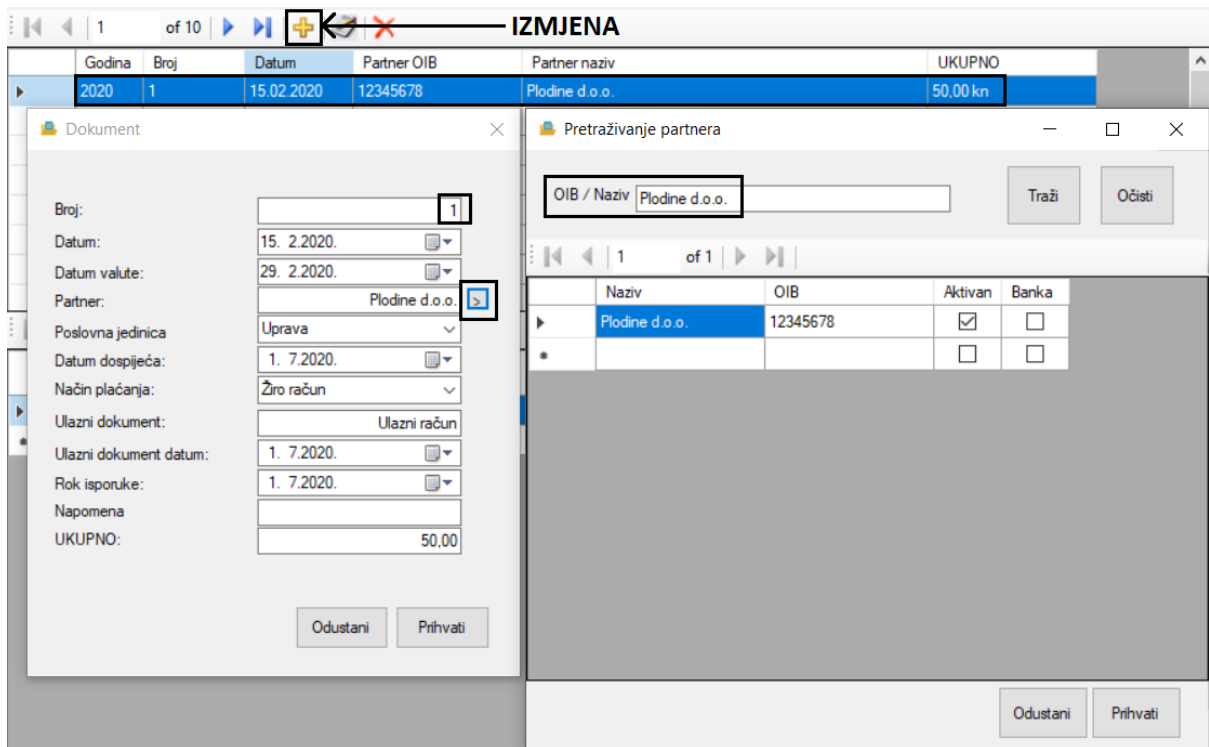 1 of 10 IZMJENA
Godina Broj Datum Partner OIB Partner naziv UKUPNO
2020 1 15.02.2020 12345678 Plodine d.o.o. 50,00 kn
Dokument
Broj: 1
Datum: 15. 2.2020.
Datum valute: 29. 2.2020.
Partner: Plodine d.o.o. >
Poslovna jedinica Uprava
Datum dospijeća: 1. 7.2020.
Način plaćanja: Žiro račun
Ulazni dokument: Ulazni račun
Ulazni dokument datum: 1. 7.2020.
Rok isporuke: 1. 7.2020.
Napomena
UKUPNO: 50,00
Odustani Prihvati
Pretraživanje partnera
OIB / Naziv Plodine d.o.o. Traži Očisti
1 of 1
Naziv OIB Aktivan Banka
Plodine d.o.o. 12345678
Odustani Prihvati